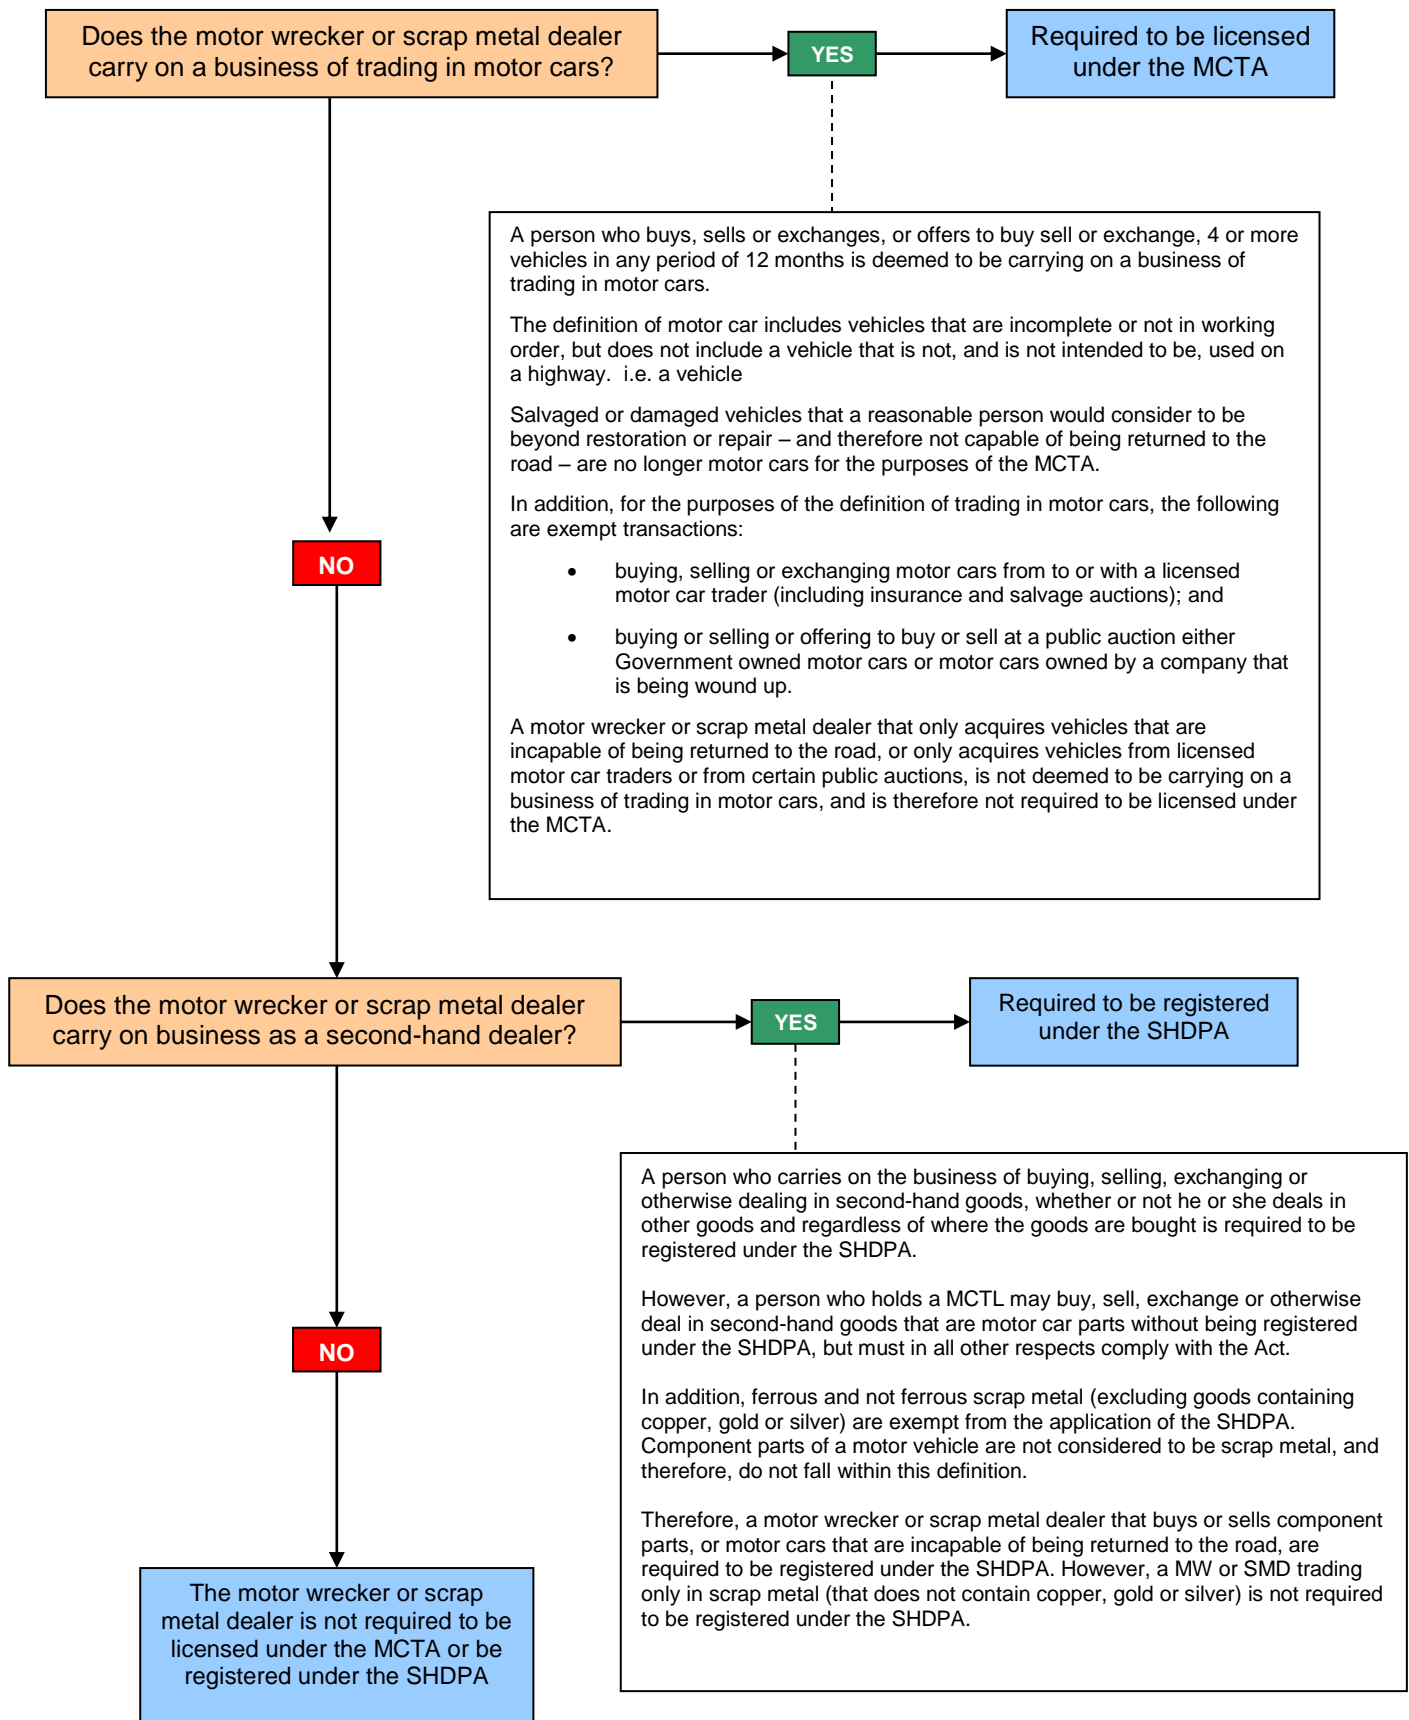 Does the motor wrecker or scrap metal dealer
carry on a business of trading in motor cars?
YES
Required to be licensed
under the MCTA
A person who buys, sells or exchanges, or offers to buy sell or exchange, 4 or more
vehicles in any period of 12 months is deemed to be carrying on a business of
trading in motor cars.
The definition of motor car includes vehicles that are incomplete or not in working
order, but does not include a vehicle that is not, and is not intended to be, used on
a highway.  i.e. a vehicle
Salvaged or damaged vehicles that a reasonable person would consider to be
beyond restoration or repair – and therefore not capable of being returned to the
road – are no longer motor cars for the purposes of the MCTA.
In addition, for the purposes of the definition of trading in motor cars, the following
are exempt transactions:
• buying, selling or exchanging motor cars from to or with a licensed
motor car trader (including insurance and salvage auctions); and
• buying or selling or offering to buy or sell at a public auction either
Government owned motor cars or motor cars owned by a company that
is being wound up.
A motor wrecker or scrap metal dealer that only acquires vehicles that are
incapable of being returned to the road, or only acquires vehicles from licensed
motor car traders or from certain public auctions, is not deemed to be carrying on a
business of trading in motor cars, and is therefore not required to be licensed under
the MCTA.
NO
Does the motor wrecker or scrap metal dealer
carry on business as a second-hand dealer?
YES
Required to be registered
under the SHDPA
A person who carries on the business of buying, selling, exchanging or
otherwise dealing in second-hand goods, whether or not he or she deals in
other goods and regardless of where the goods are bought is required to be
registered under the SHDPA.
However, a person who holds a MCTL may buy, sell, exchange or otherwise
deal in second-hand goods that are motor car parts without being registered
under the SHDPA, but must in all other respects comply with the Act.
In addition, ferrous and not ferrous scrap metal (excluding goods containing
copper, gold or silver) are exempt from the application of the SHDPA.
Component parts of a motor vehicle are not considered to be scrap metal, and
therefore, do not fall within this definition.
Therefore, a motor wrecker or scrap metal dealer that buys or sells component
parts, or motor cars that are incapable of being returned to the road, are
required to be registered under the SHDPA. However, a MW or SMD trading
only in scrap metal (that does not contain copper, gold or silver) is not required
to be registered under the SHDPA.
NO
The motor wrecker or scrap
metal dealer is not required to be
licensed under the MCTA or be
registered under the SHDPA